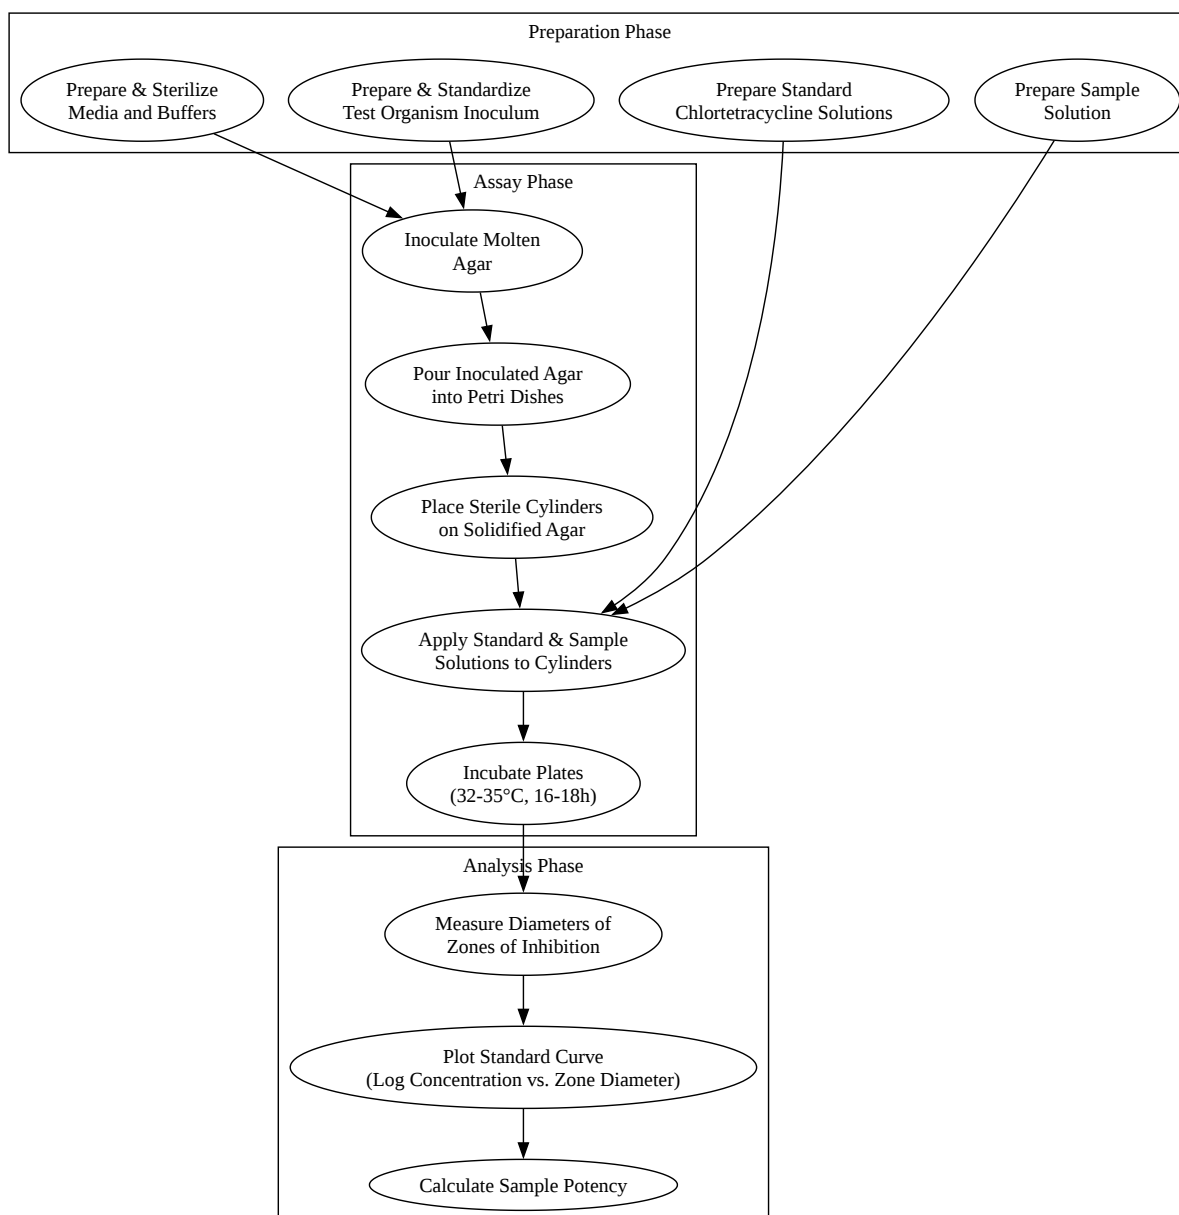 Preparation Phase
Prepare & Sterilize
Media and Buffers
Prepare & Standardize
Test Organism Inoculum
Prepare Standard
Chlortetracycline Solutions
Prepare Sample
Solution
Assay Phase
Inoculate Molten
Agar
Pour Inoculated Agar
into Petri Dishes
Place Sterile Cylinders
on Solidified Agar
Apply Standard & Sample
Solutions to Cylinders
Incubate Plates
(32-35°C, 16-18h)
Analysis Phase
Measure Diameters of
Zones of Inhibition
Plot Standard Curve
(Log Concentration vs. Zone Diameter)
Calculate Sample Potency